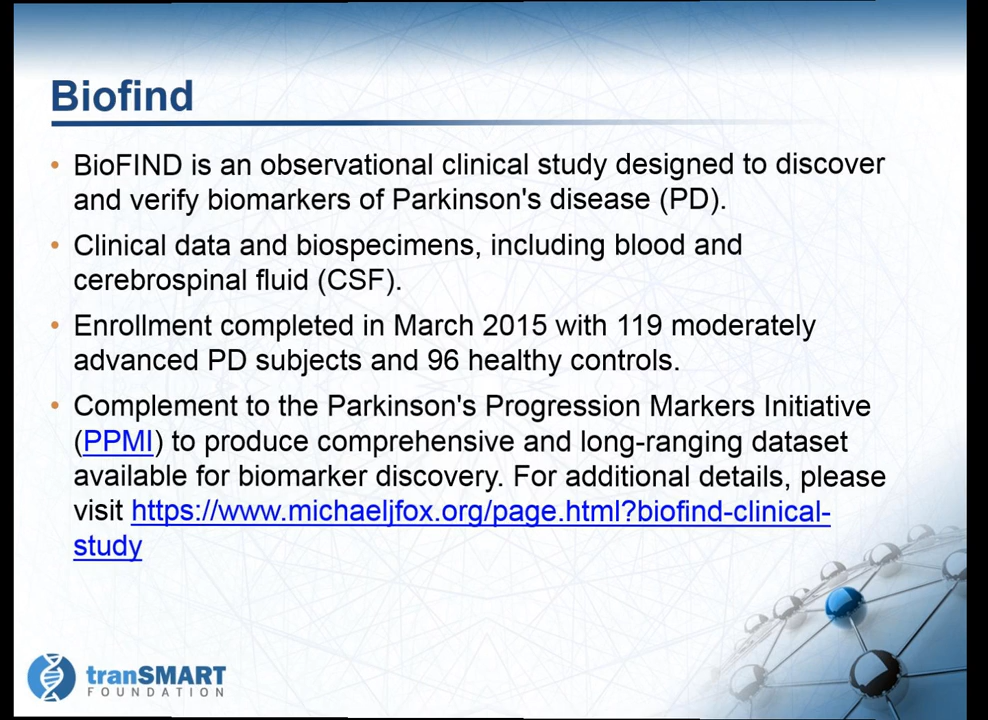 Biofind
• BioFIND is an observational clinical study designed to discover
and verify biomarkers of Parkinson's disease (PD).
• Clinical data and biospecimens, including blood and
cerebrospinal fluid (CSF).
• Enrollment completed in March 2015 with 119 moderately
advanced PD subjects and 96 healthy controls.
• Complement to the Parkinson's Progression Markers Initiative
(PPMI) to produce comprehensive and long-ranging dataset
available for biomarker discovery. For additional details, please
visit https://www.michaeljfox.org/page.html?biofind-clinical-
study
tranSMART
FOUNDATION